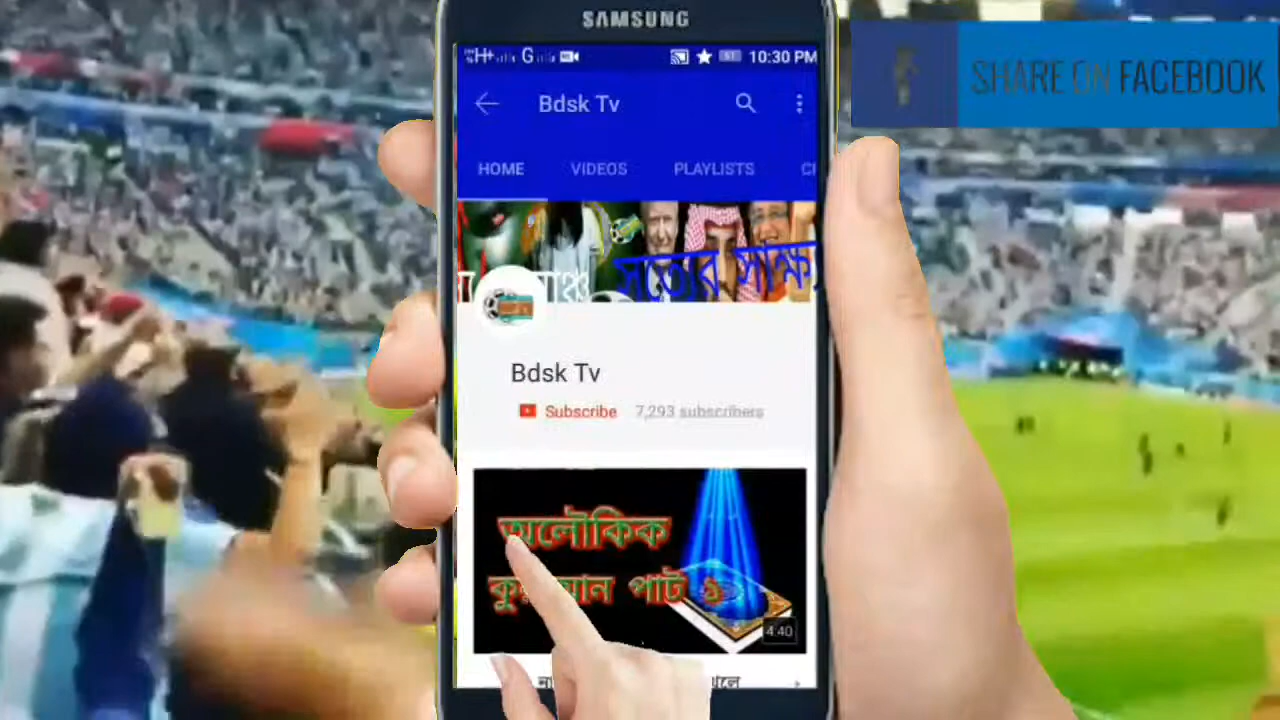 SAMSUNG
H+ G 10:30 PM
Bdsk Tv
HOME VIDEOS PLAYLISTS
সত্যের সাক্ষ্য
Bdsk Tv
Subscribe 7,293 subscribers
অলৌকিক
পার্ট
4:40
SHARE ON FACEBOOK